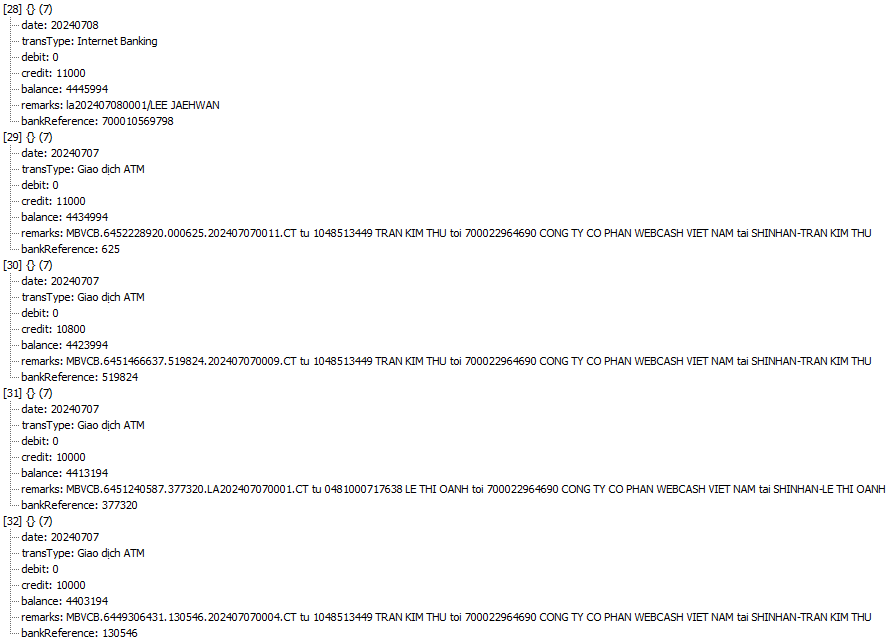 [28] {} (7)
date: 20240708
transType: Internet Banking
debit: 0
credit: 11000
balance: 4445994
remarks: la202407080001/LEE JAEHWAN
bankReference: 700010569798
[29] {} (7)
date: 20240707
transType: Giao dịch ATM
debit: 0
credit: 11000
balance: 4434994
remarks: MBVCB.6452228920.000625.202407070011.CT tu 1048513449 TRAN KIM THU toi 700022964690 CONG TY CO PHAN WEBCASH VIET NAM tai SHINHAN-TRAN KIM THU
bankReference: 625
[30] {} (7)
date: 20240707
transType: Giao dịch ATM
debit: 0
credit: 10800
balance: 4423994
remarks: MBVCB.6451466637.519824.202407070009.CT tu 1048513449 TRAN KIM THU toi 700022964690 CONG TY CO PHAN WEBCASH VIET NAM tai SHINHAN-TRAN KIM THU
bankReference: 519824
[31] {} (7)
date: 20240707
transType: Giao dịch ATM
debit: 0
credit: 10000
balance: 4413194
remarks: MBVCB.6451240587.377320.LA202407070001.CT tu 0481000717638 LE THI OANH toi 700022964690 CONG TY CO PHAN WEBCASH VIET NAM tai SHINHAN-LE THI OANH
bankReference: 377320
[32] {} (7)
date: 20240707
transType: Giao dịch ATM
debit: 0
credit: 10000
balance: 4403194
remarks: MBVCB.6449306431.130546.202407070004.CT tu 1048513449 TRAN KIM THU toi 700022964690 CONG TY CO PHAN WEBCASH VIET NAM tai SHINHAN-TRAN KIM THU
bankReference: 130546